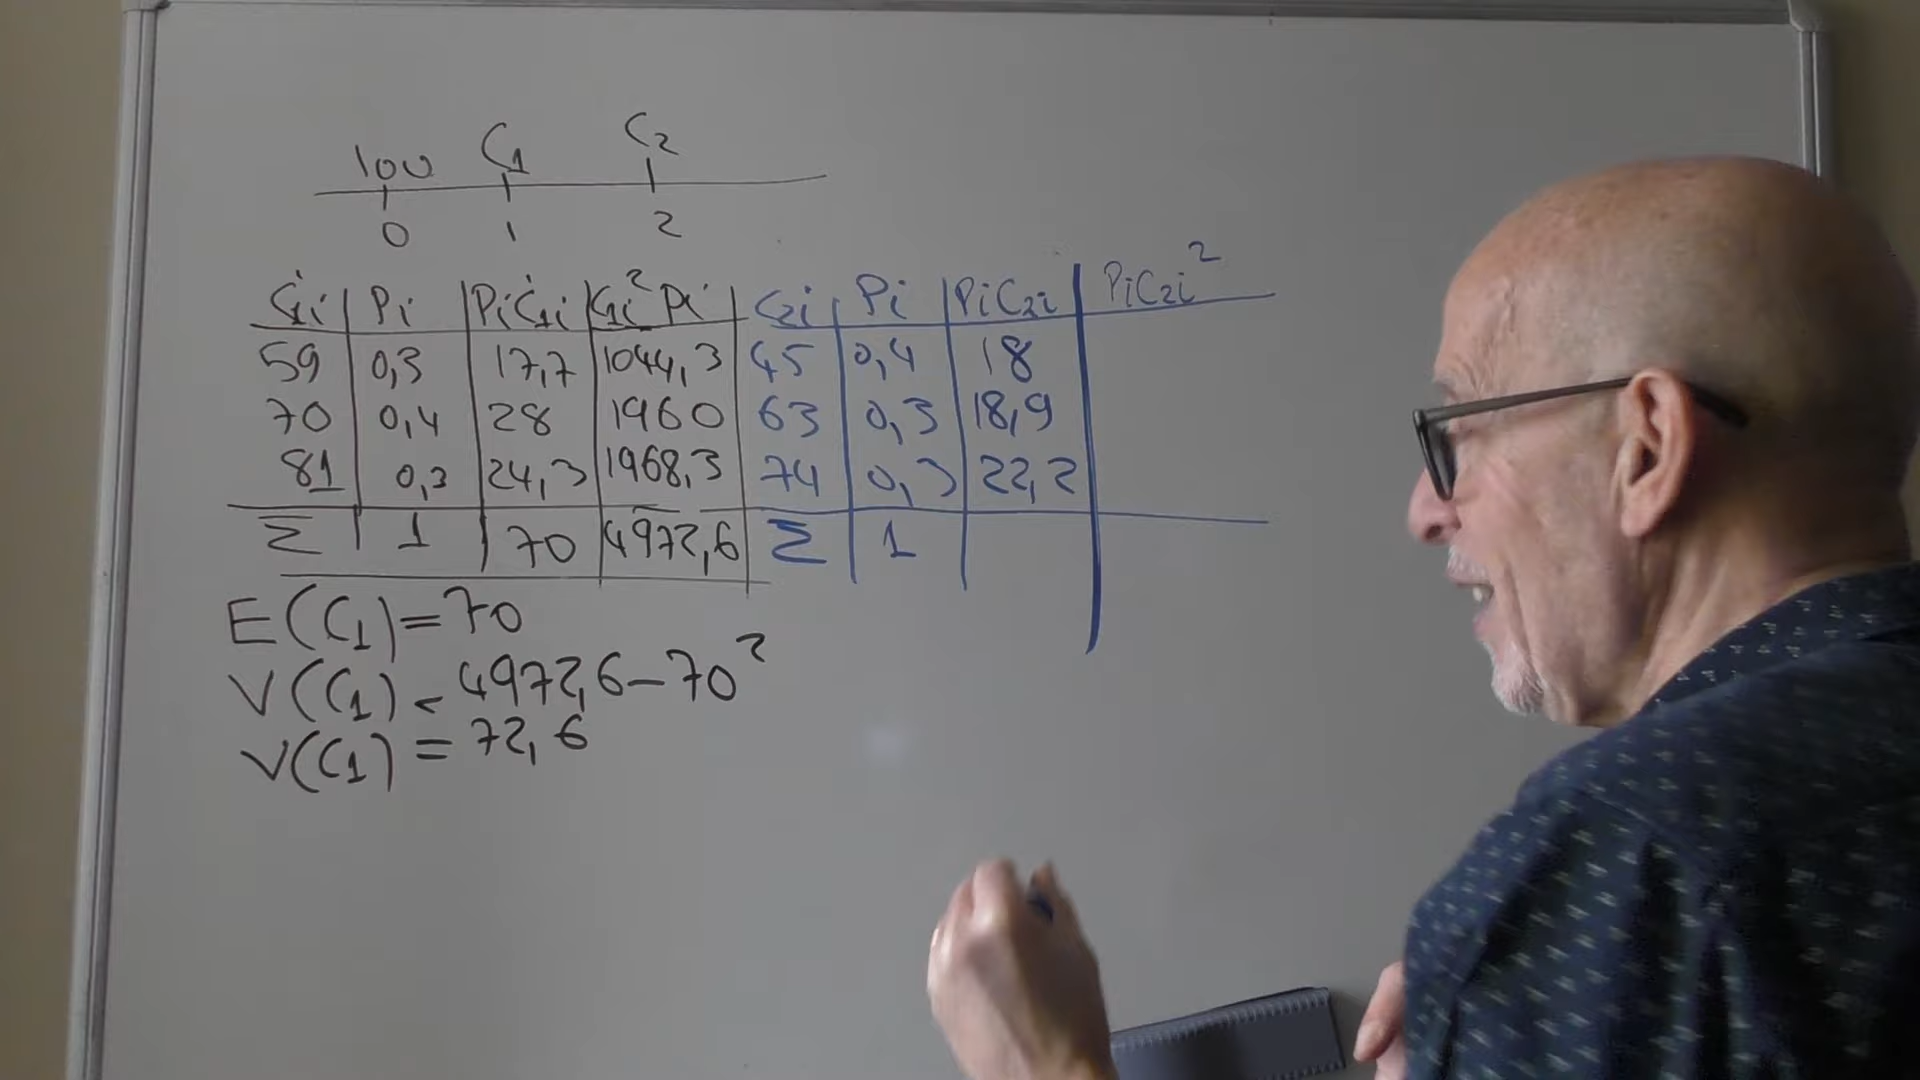 100 C₁ C₂
0 1 2
C₁i Pi PiC₁i C₁i²Pi C₂i Pi PiC₂i PiC₂i²
59 0,3 17,7 1044,3 45 0,4 18
70 0,4 28 1960 63 0,3 18,9
81 0,3 24,3 1968,3 74 0,3 22,2
Σ 1 70 4972,6 Σ 1
E(C₁)=70
V(C₁)=4972,6-70²
V(C₁)=72,6